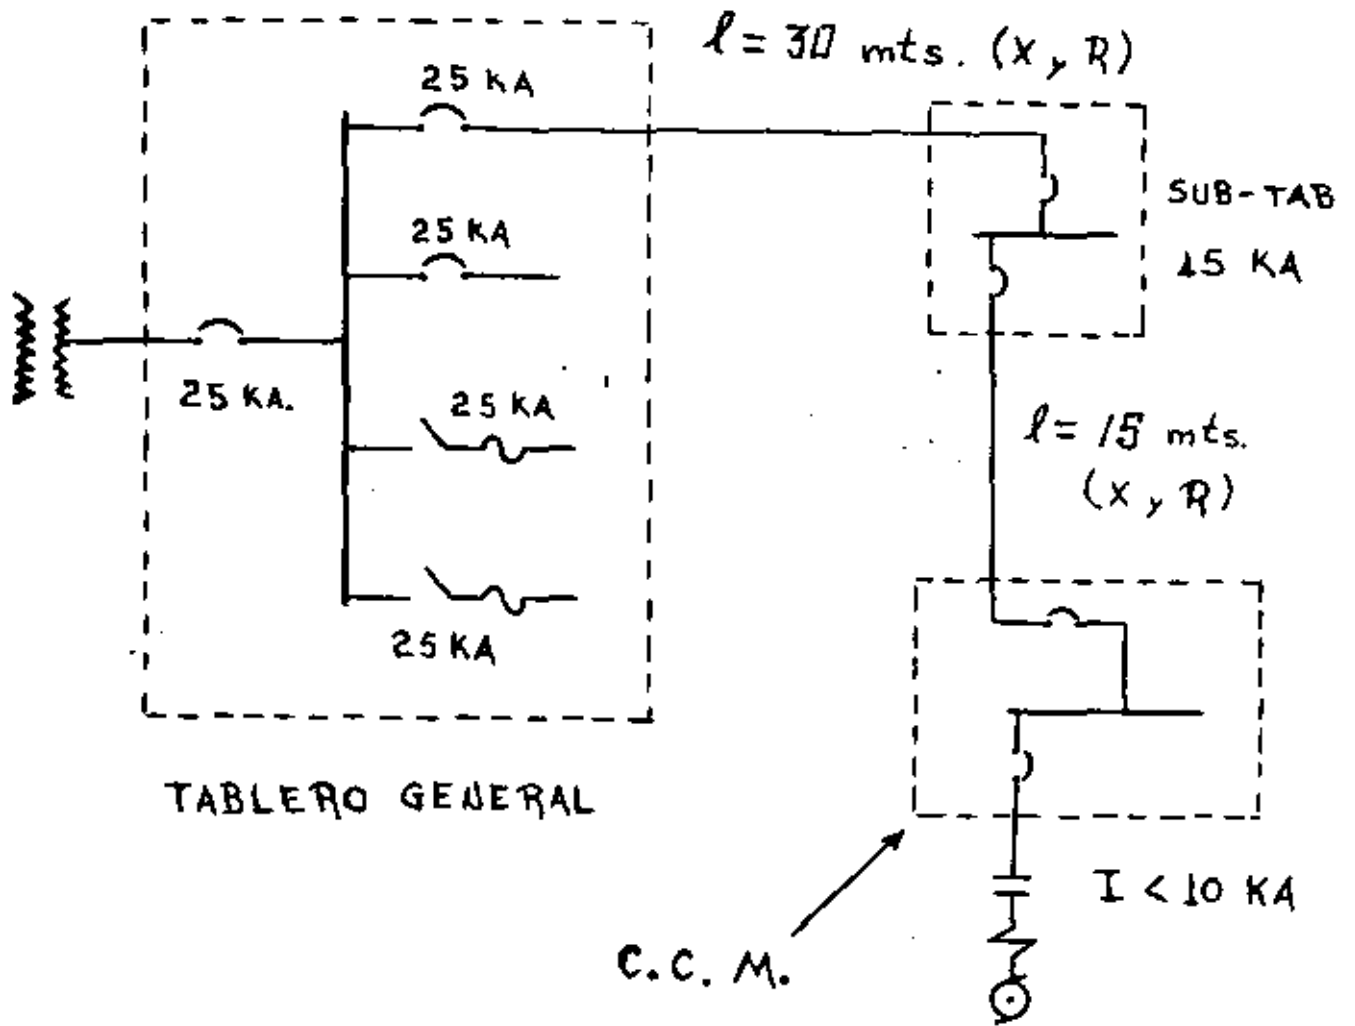 l = 30 mts. (X y R)
25 KA
25 KA
25 KA.
25 KA
25 KA
TABLERO GENERAL
SUB-TAB
15 KA
l = 15 mts.
(X y R)
I < 10 KA
C.C.M.